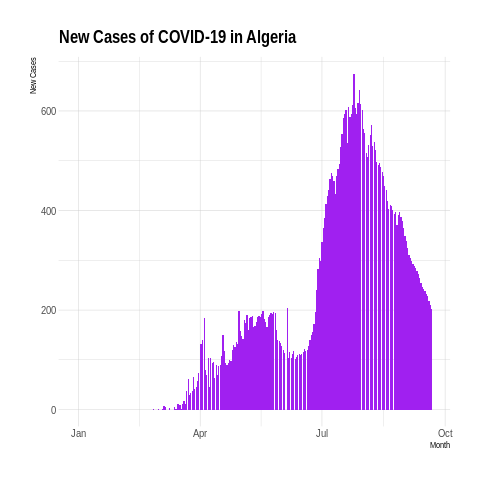 New Cases of COVID-19 in Algeria
New Cases
600
400
200
0
Jan Apr Jul Oct
Month